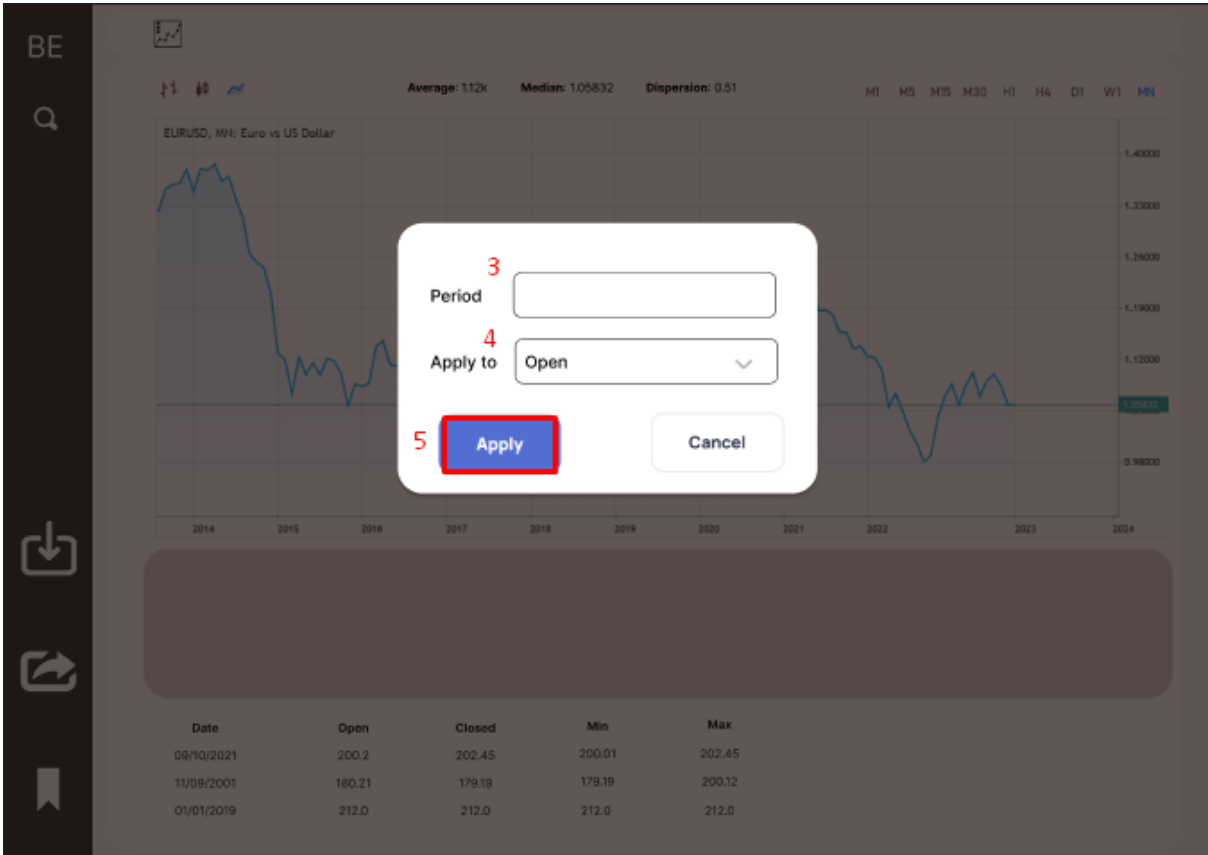 BE
Average: 1.12k Median: 1.05832 Dispersion: 0.51
M1 M5 M15 M30 H1 H4 D1 W1 MN
EURUSD, MN: Euro vs US Dollar
1.40000
1.33000
1.26000
1.19000
1.12000
1.05832
0.98000
3
Period
4
Apply to Open
5 Apply Cancel
2014 2015 2016 2017 2018 2019 2020 2021 2022 2023 2024
Date Open Closed Min Max
09/10/2021 200.2 202.45 200.01 202.45
11/09/2001 180.21 179.19 179.19 200.12
01/01/2019 212.0 212.0 212.0 212.0